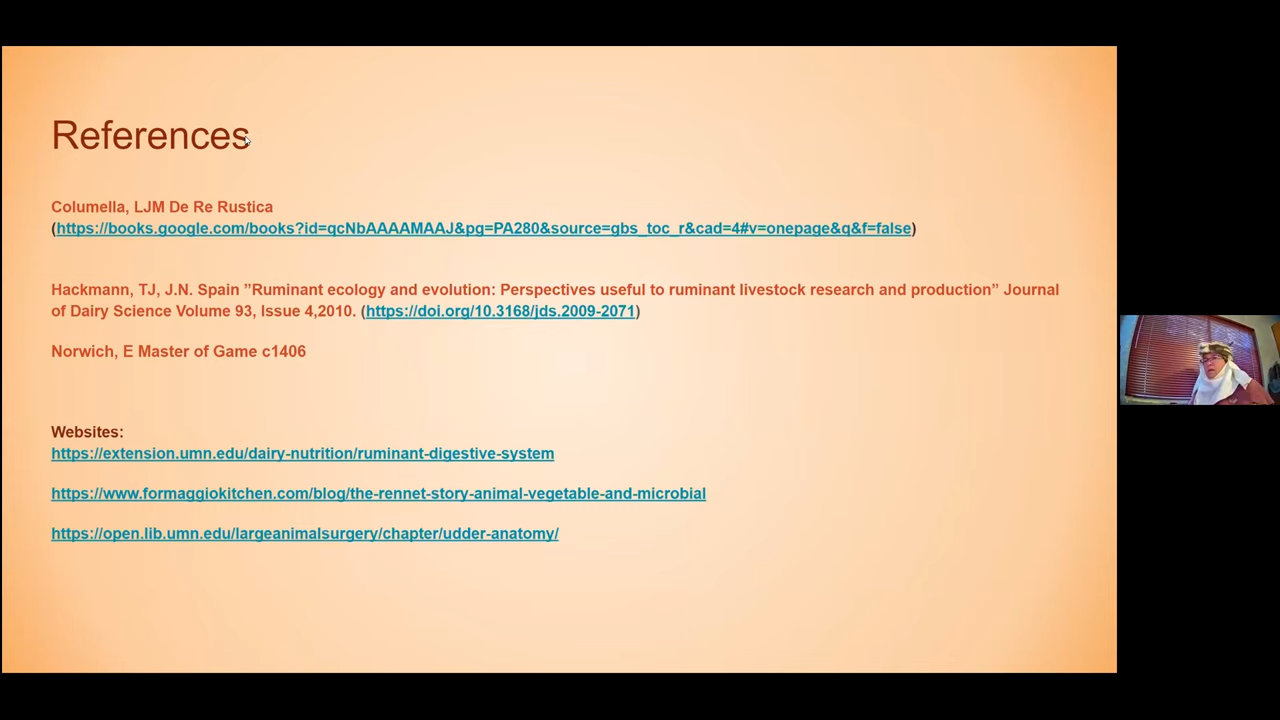 References
Columella, LJM De Re Rustica
(https://books.google.com/books?id=qcNbAAAAMAAJ&pg=PA280&source=gbs_toc_r&cad=4#v=onepage&q&f=false)
Hackmann, TJ, J.N. Spain ”Ruminant ecology and evolution: Perspectives useful to ruminant livestock research and production” Journal
of Dairy Science Volume 93, Issue 4,2010. (https://doi.org/10.3168/jds.2009-2071)
Norwich, E Master of Game c1406
Websites:
https://extension.umn.edu/dairy-nutrition/ruminant-digestive-system
https://www.formaggiokitchen.com/blog/the-rennet-story-animal-vegetable-and-microbial
https://open.lib.umn.edu/largeanimalsurgery/chapter/udder-anatomy/